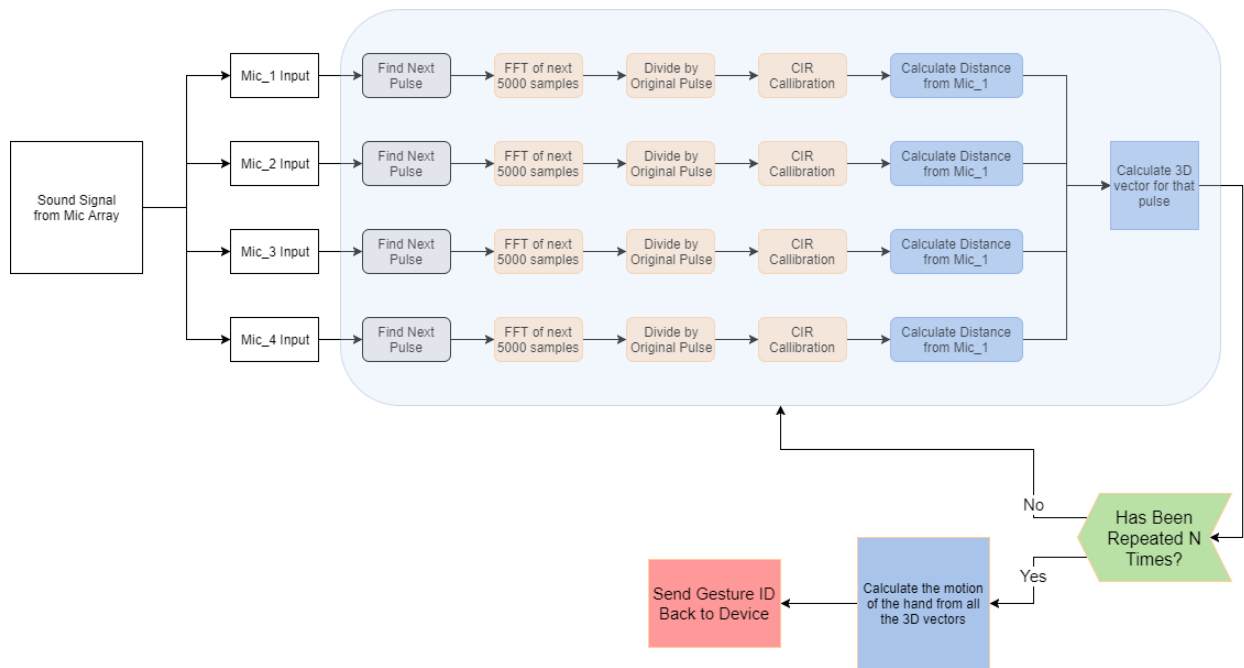 Mic_1 Input
Find Next
Pulse
FFT of next
5000 samples
Divide by
Original Pulse
CIR
Callibration
Calculate Distance
from Mic_1
Mic_2 Input
Find Next
Pulse
FFT of next
5000 samples
Divide by
Original Pulse
CIR
Callibration
Calculate Distance
from Mic_1
Sound Signal
from Mic Array
Calculate 3D
vector for that
pulse
Mic_3 Input
Find Next
Pulse
FFT of next
5000 samples
Divide by
Original Pulse
CIR
Callibration
Calculate Distance
from Mic_1
Mic_4 Input
Find Next
Pulse
FFT of next
5000 samples
Divide by
Original Pulse
CIR
Callibration
Calculate Distance
from Mic_1
No
Has Been
Repeated N
Times?
Yes
Calculate the motion
of the hand from all
the 3D vectors
Send Gesture ID
Back to Device